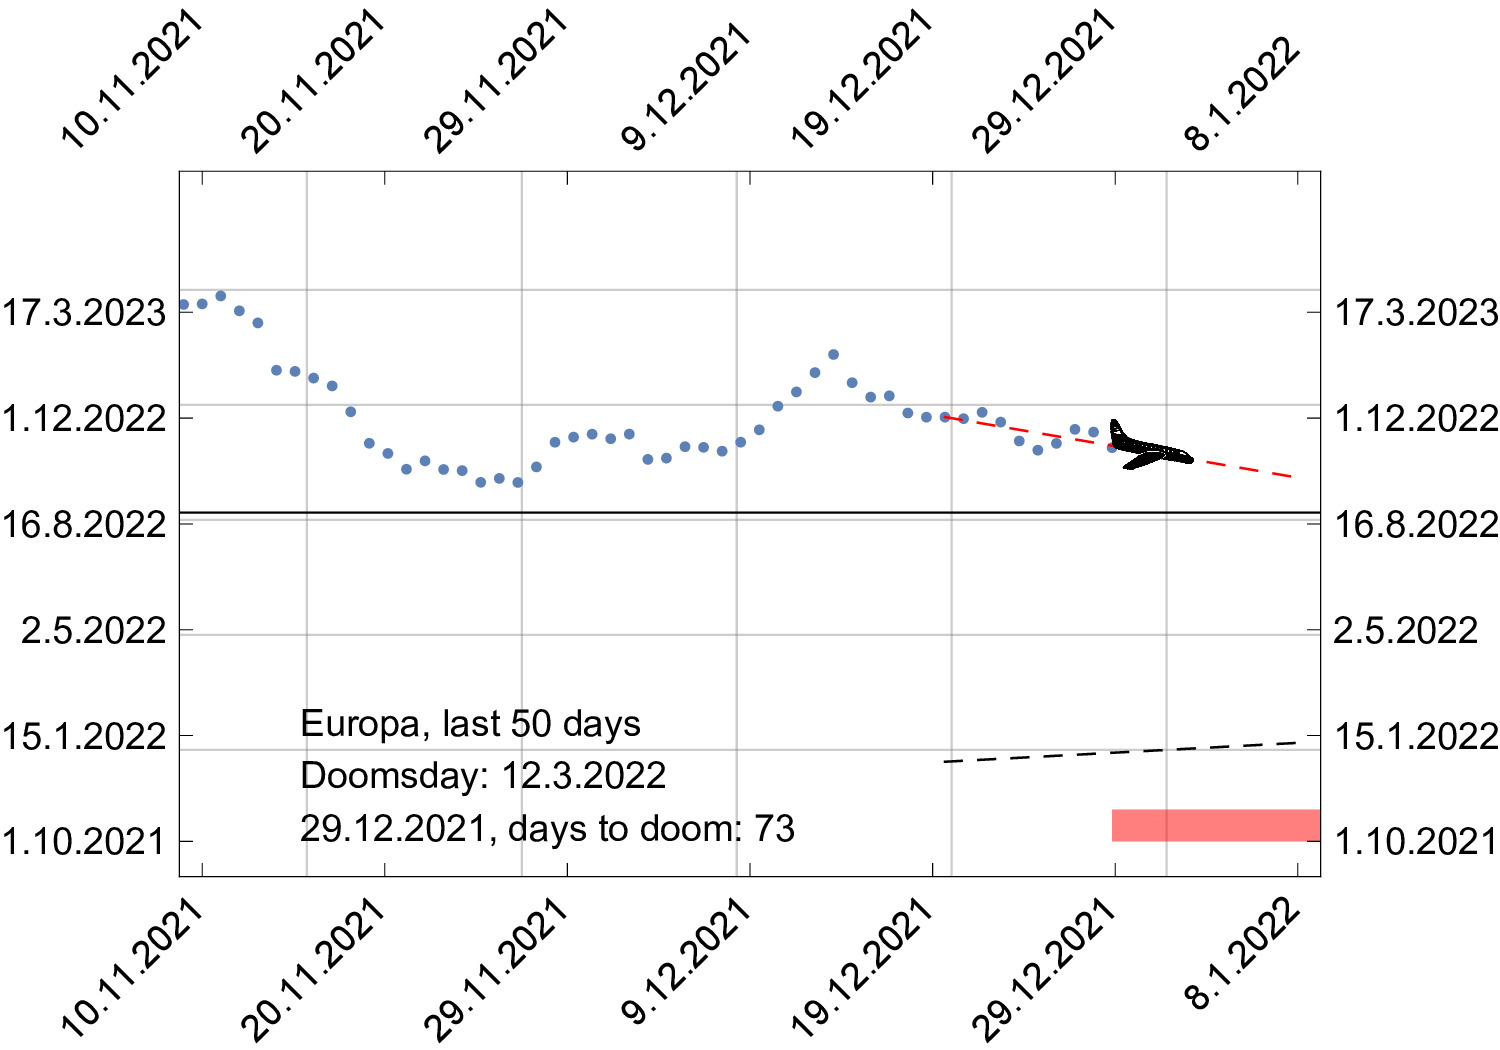 10.11.2021 20.11.2021 29.11.2021 9.12.2021 19.12.2021 29.12.2021 8.1.2022
17.3.2023 17.3.2023
1.12.2022 1.12.2022
16.8.2022 16.8.2022
2.5.2022 2.5.2022
15.1.2022 15.1.2022
1.10.2021 1.10.2021
Europa, last 50 days
Doomsday: 12.3.2022
29.12.2021, days to doom: 73
10.11.2021 20.11.2021 29.11.2021 9.12.2021 19.12.2021 29.12.2021 8.1.2022